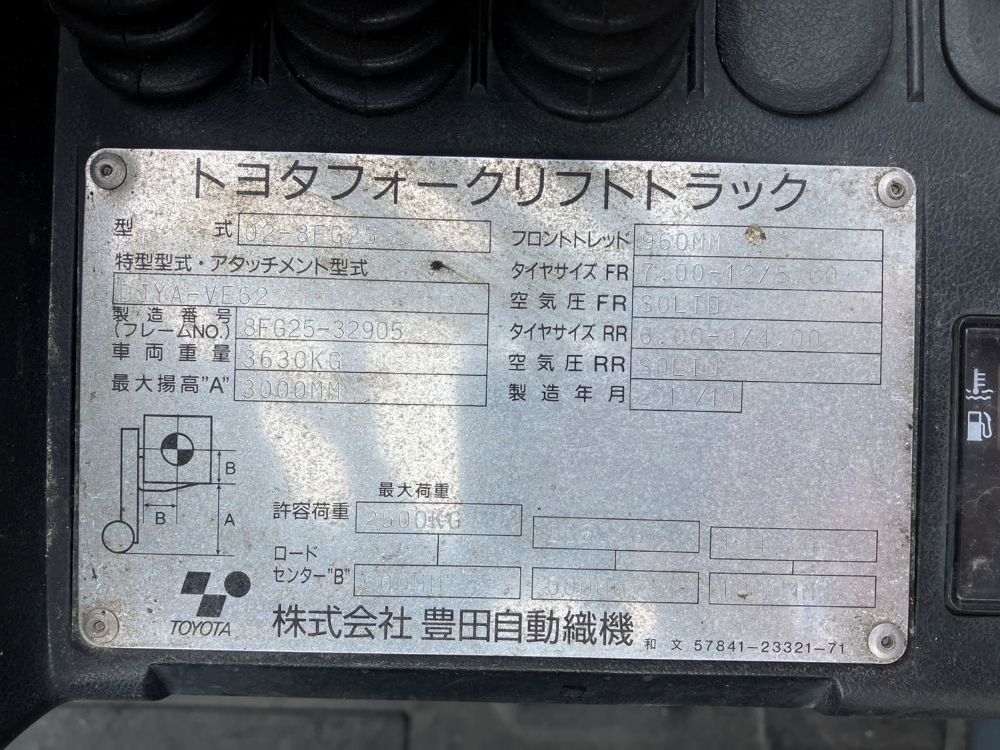 トヨタフォークリフトトラック
型式 02-8FG25
特型型式・アタッチメント型式
JYA-VE62
製造番号 (フレームNO.) 8FG25-32905
車両重量 3630KG
最大揚高"A" 3000MM
フロントトレッド 960MM
タイヤサイズ FR 7.00-12/5.00
空気圧 FR SOLID
タイヤサイズ RR 6.00-9/4.00
空気圧 RR SOLID
製造年月
B
B
A
最大荷重
許容荷重 2500KG
ロードセンター"B" 500MM
TOYOTA
株式会社 豊田自動織機
和文 57841-23321-71